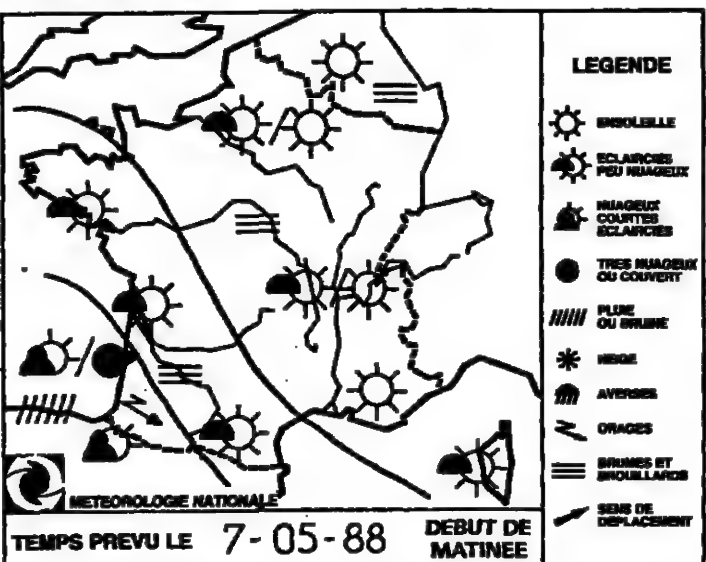 METEOROLOGIE NATIONALE
TEMPS PREVU LE 7-05-88 DEBUT DE
MATINEE
LEGENDE
ENSOLEILLE
ECLAIRCIES
PEU NUAGEUX
NUAGEUX
COURTES
ECLAIRCIES
TRES NUAGEUX
OU COUVERT
PLUIE
OU BRUINE
NEIGE
AVERSES
ORAGES
BRUMES ET
BROUILLARDS
SENS DE
DEPLACEMENT